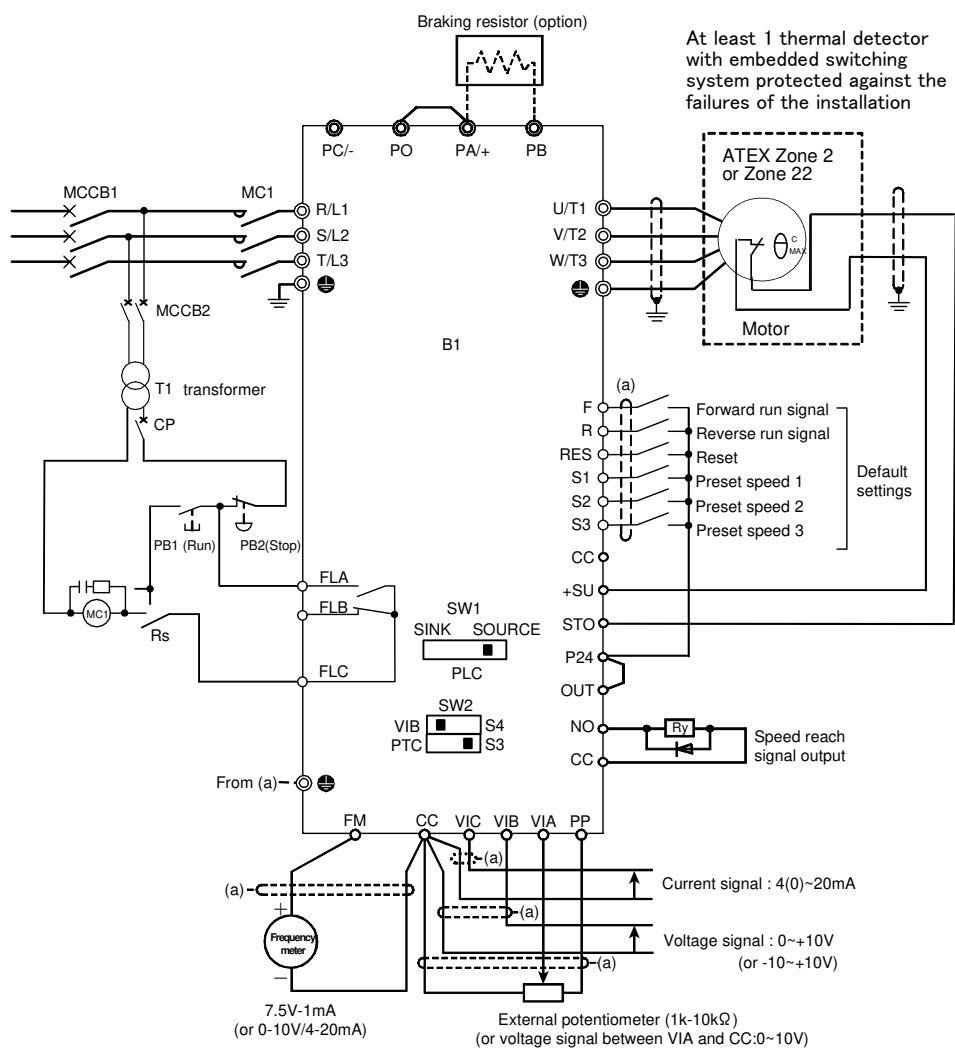 Braking resistor (option)
At least 1 thermal detector
with embedded switching
system protected against the
failures of the installation
PC/-
PO
PA/+
PB
ATEX Zone 2
or Zone 22
MCCB1
MC1
R/L1
S/L2
T/L3
U/T1
V/T2
W/T3
θ
C
MAX
Motor
MCCB2
B1
T1 transformer
CP
(a)
F
R
RES
S1
S2
S3
CC
+SU
STO
P24
OUT
NO
CC
Forward run signal
Reverse run signal
Reset
Preset speed 1
Preset speed 2
Preset speed 3
Default
settings
PB1 (Run)
PB2(Stop)
FLA
FLB
FLC
MC1
Rs
SW1
SINK SOURCE
PLC
SW2
VIB S4
PTC S3
Ry
Speed reach
signal output
From (a)
FM
CC
VIC
VIB
VIA
PP
(a)
(a)
(a)
(a)
Current signal : 4(0)~20mA
Voltage signal : 0~+10V
(or -10~+10V)
+
Frequency
meter
−
7.5V-1mA
(or 0-10V/4-20mA)
External potentiometer (1k-10kΩ)
(or voltage signal between VIA and CC:0~10V)